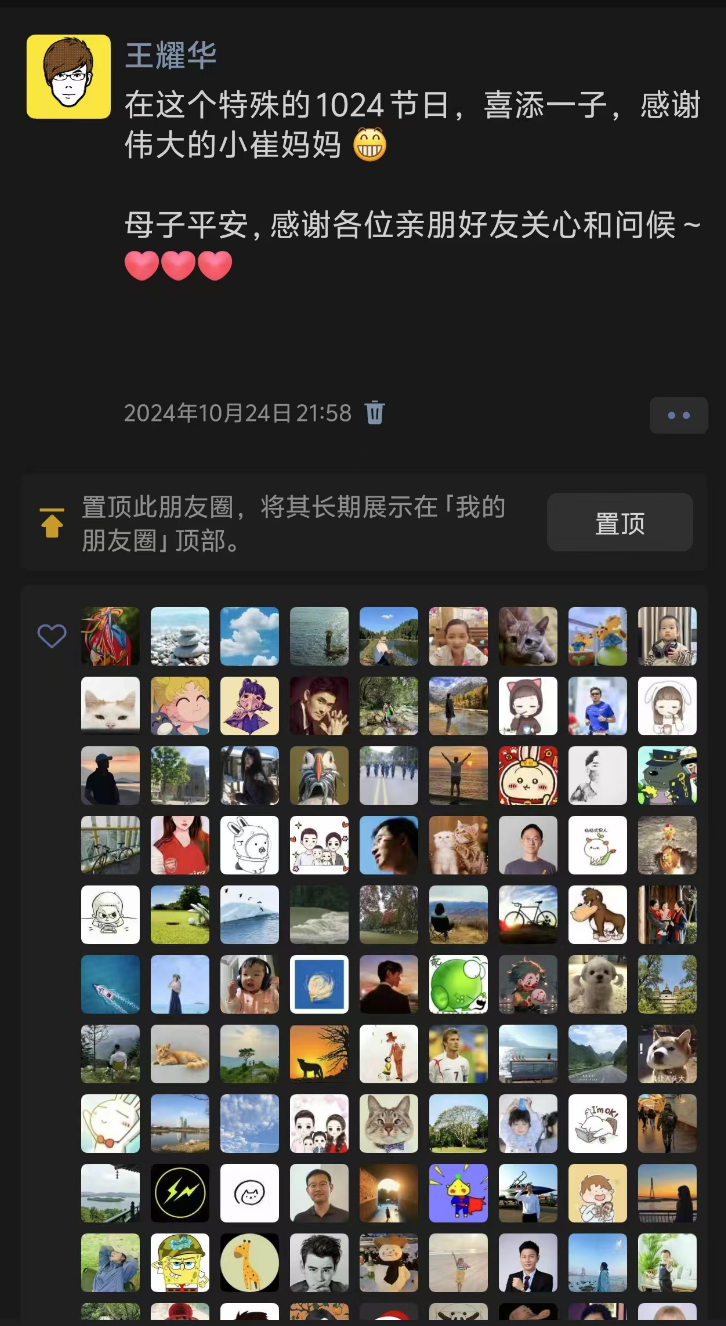 王耀华
在这个特殊的1024节日，喜添一子，感谢
伟大的小崔妈妈😁
母子平安，感谢各位亲朋好友关心和问候~
❤❤❤
2024年10月24日 21:58
置顶此朋友圈，将其长期展示在「我的
朋友圈」顶部。
置顶
I'm OK!